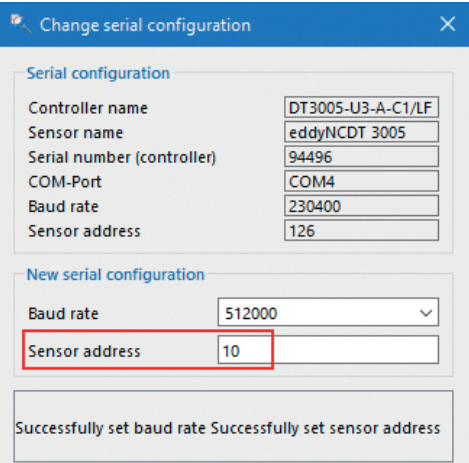 Change serial configuration
Serial configuration
Controller name DT3005-U3-A-C1/LF
Sensor name eddyNCDT 3005
Serial number (controller) 94496
COM-Port COM4
Baud rate 230400
Sensor address 126
New serial configuration
Baud rate 512000
Sensor address 10
Successfully set baud rate Successfully set sensor address